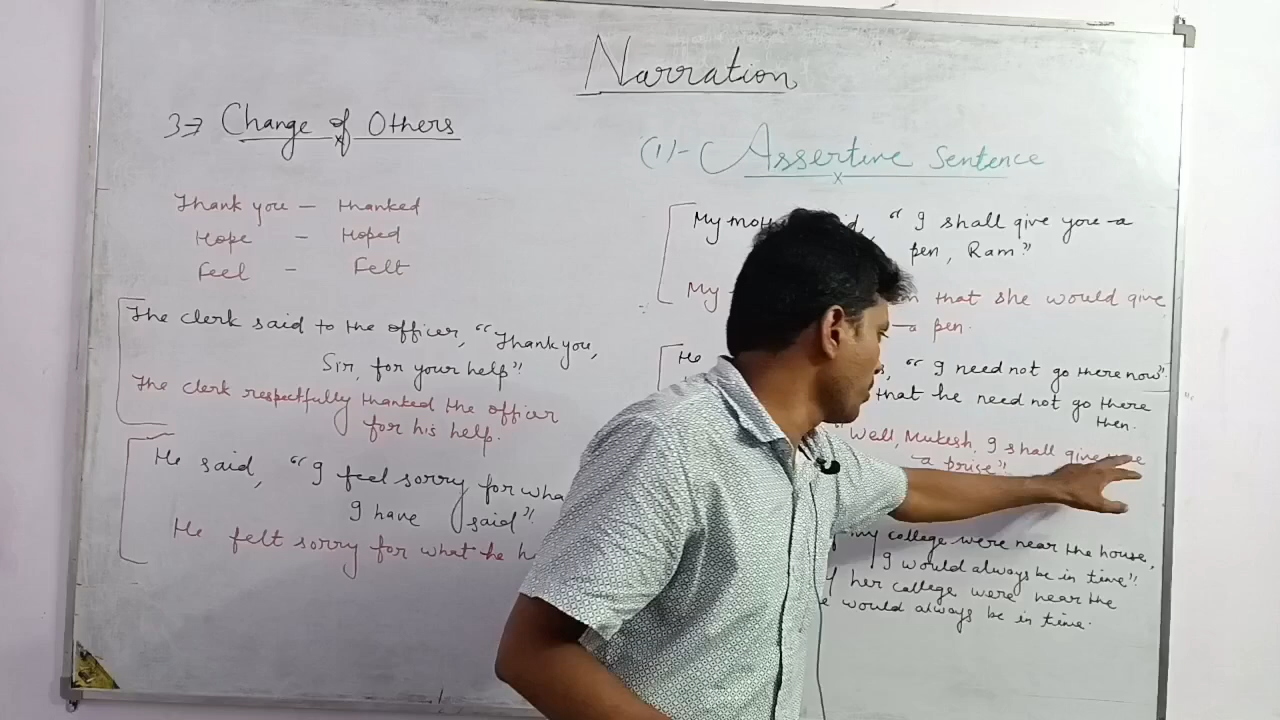 Narration
3 ⇒ Change of Others
Thank you - thanked
Hope - Hoped
Feel - Felt
The clerk said to the officer, "Thank you,
Sir, for your help".
The clerk respectfully thanked the officer
for his help.
He said, "I feel sorry for
I have said".
He felt sorry for what he
(1)- Assertive Sentence
My "I shall give you a
pen, Ram".
My that she would give
a pen.
He "I need not go there now".
that he need not go there
then.
"Well, Mukesh, I shall give
a prise".
my college were near the house,
I would always be in time".
her college were near the
would always be in time.